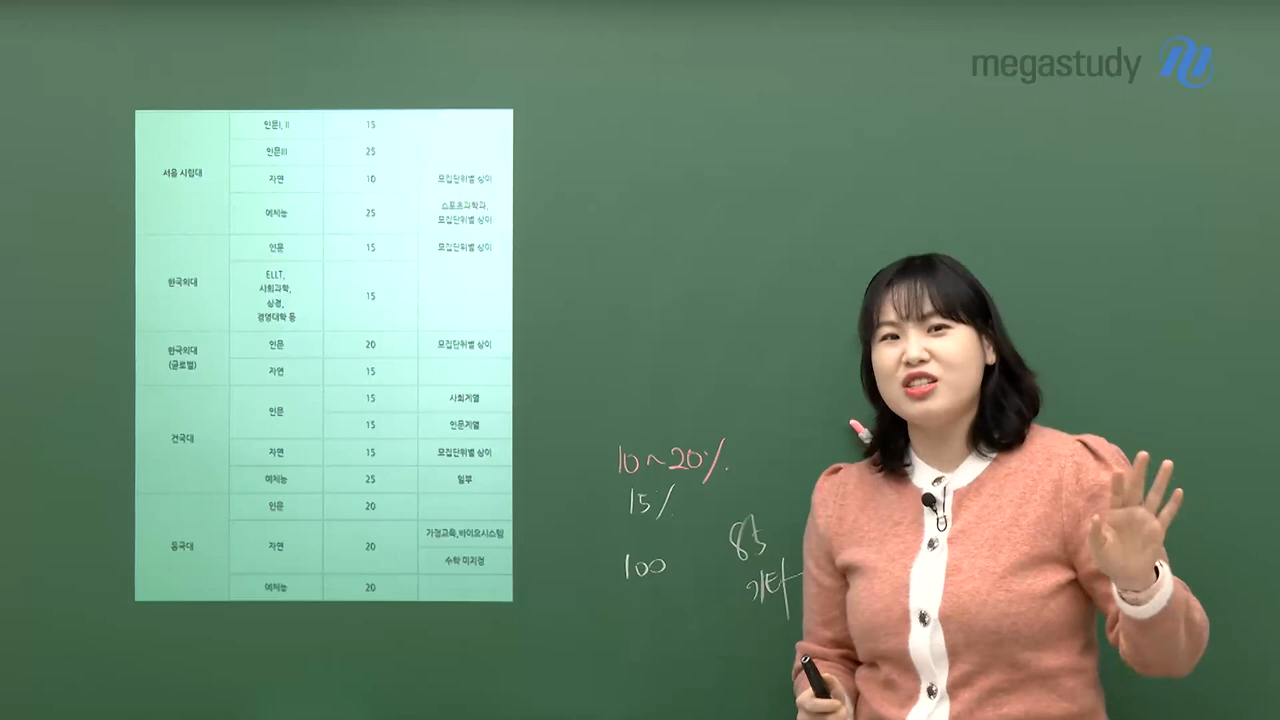 megastudy
인문I, II 15
인문III 25
서울 시립대
자연 10 모집단위별 상이
예체능 25 스포츠과학과,
모집단위별 상이
인문 15 모집단위별 상이
한국외대
ELLT,
사회과학,
상경,
경영대학 등
15
한국외대
(글로벌)
인문 20 모집단위별 상이
자연 15
건국대
인문
15 사회계열
15 인문계열
자연 15 모집단위별 상이
예체능 25 일부
동국대
인문 20
자연 20
가정교육,바이오시스템
수학 미지정
예체능 20
10~20%
15%
100
85
기타